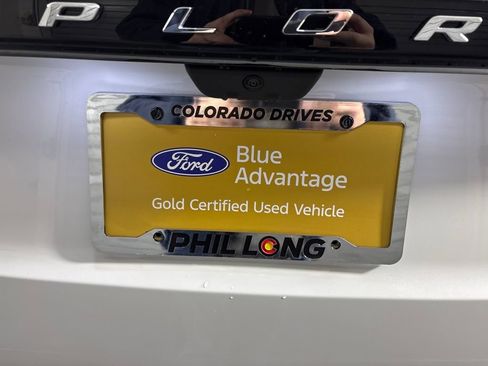 PLOR
COLORADO DRIVES
Ford
Blue
Advantage
Gold Certified Used Vehicle
PHIL LONG